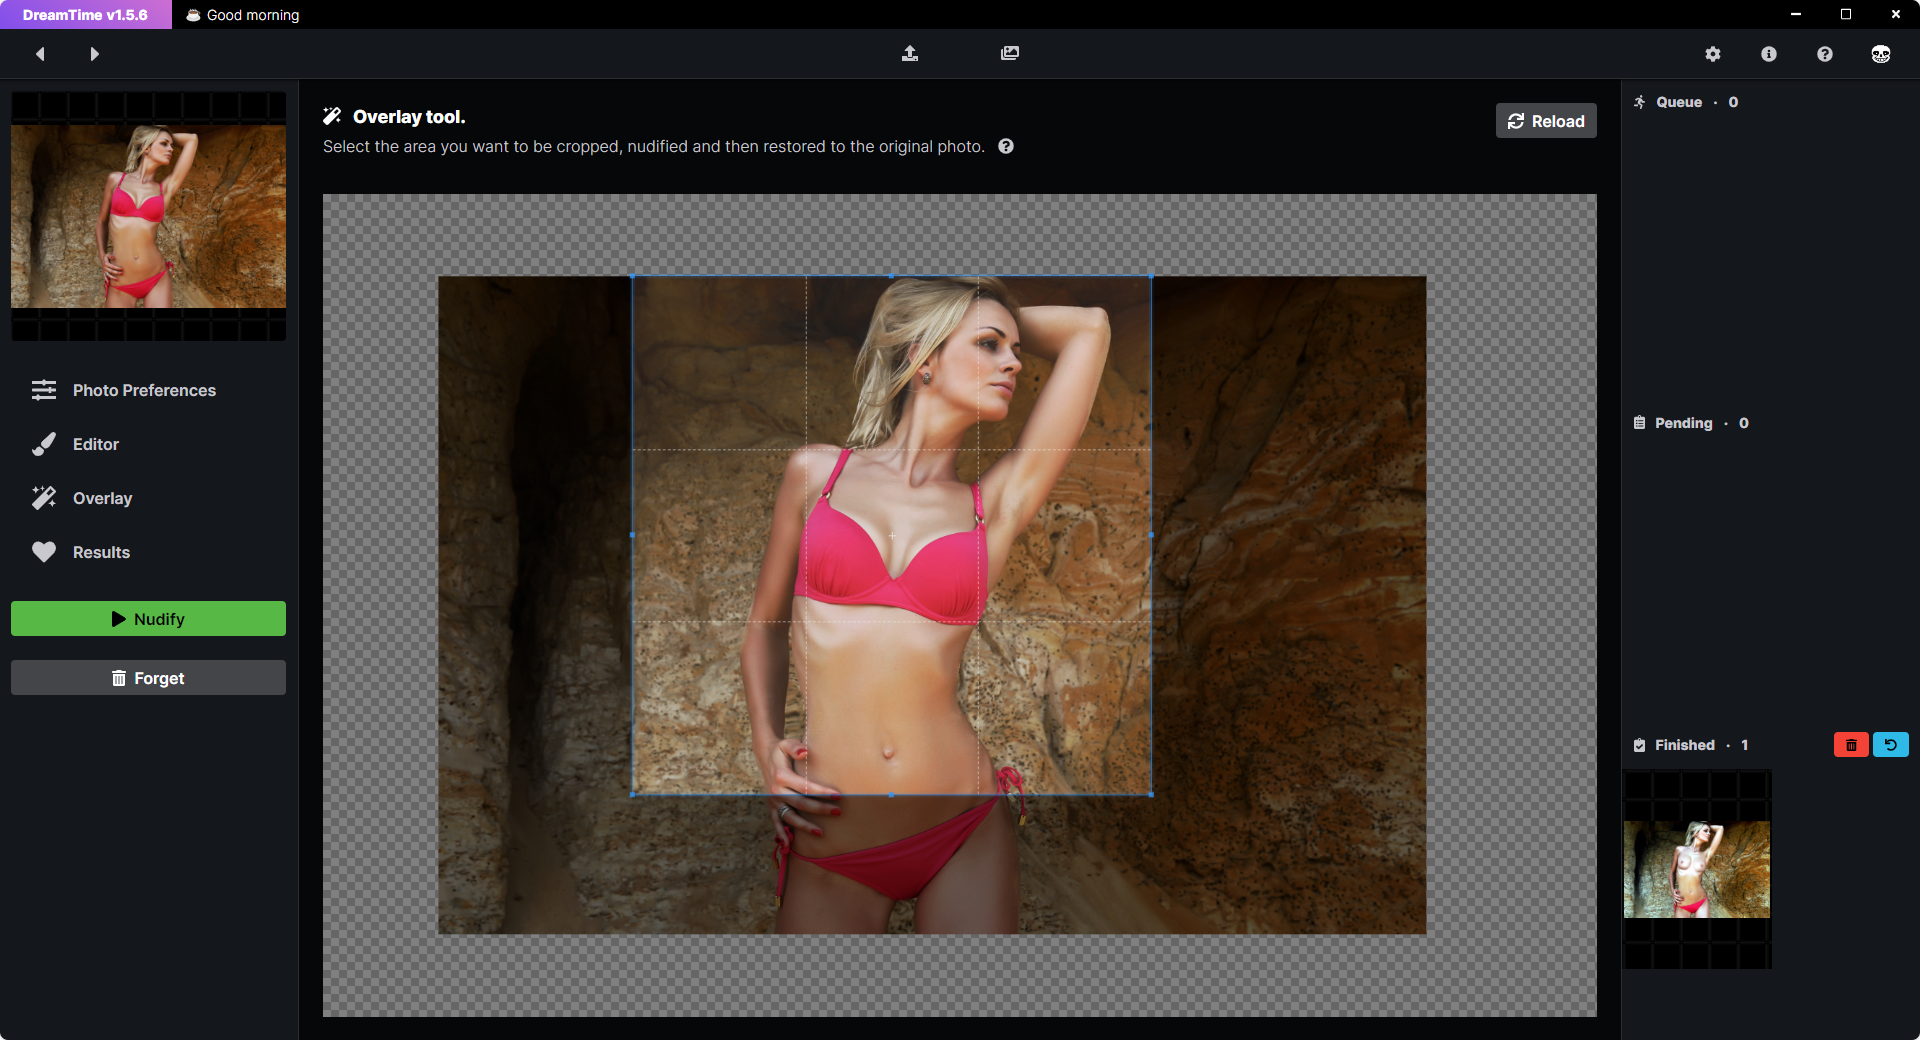 DreamTime v1.5.6
Good morning
Overlay tool.
Select the area you want to be cropped, nudified and then restored to the original photo.
Reload
Photo Preferences
Editor
Overlay
Results
Nudify
Forget
Queue · 0
Pending · 0
Finished · 1